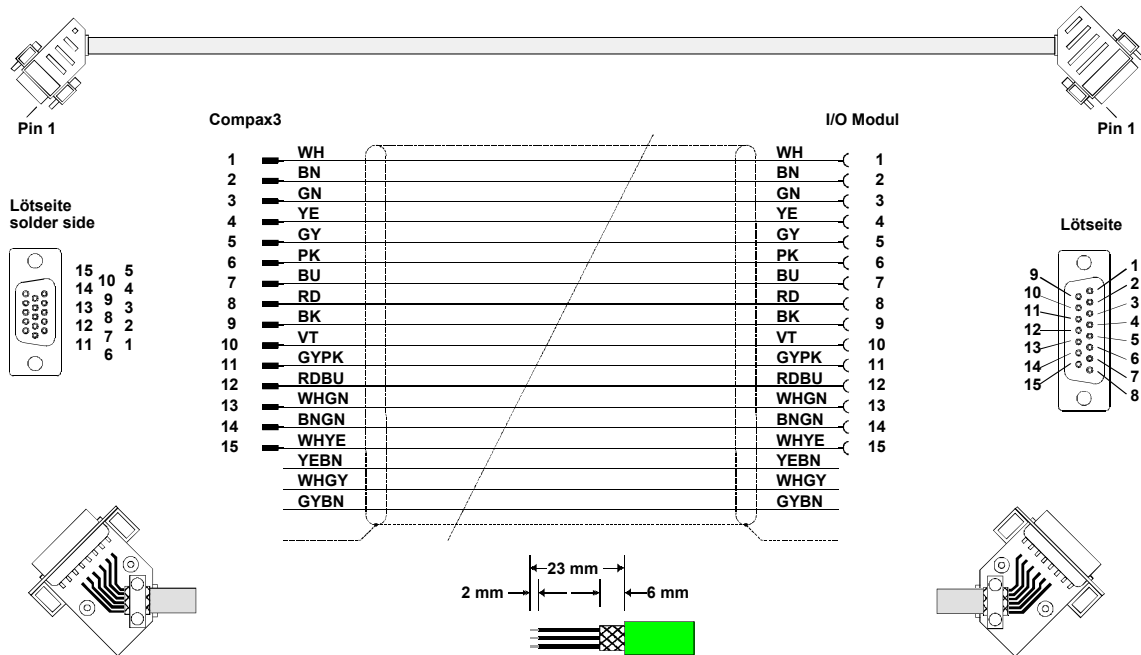 Pin 1
Pin 1
Compax3
I/O Modul
1 WH WH 1
2 BN BN 2
3 GN GN 3
4 YE YE 4
5 GY GY 5
6 PK PK 6
7 BU BU 7
8 RD RD 8
9 BK BK 9
10 VT VT 10
11 GYPK GYPK 11
12 RDBU RDBU 12
13 WHGN WHGN 13
14 BNGN BNGN 14
15 WHYE WHYE 15
YEBN YEBN
WHGY WHGY
GYBN GYBN
Lötseite
solder side
15 5
10
14 4
9
13 3
8
12 2
7
11 1
6
Lötseite
1
9
2
10
3
11
4
12
5
13
6
14
7
15
8
23 mm
2 mm 6 mm